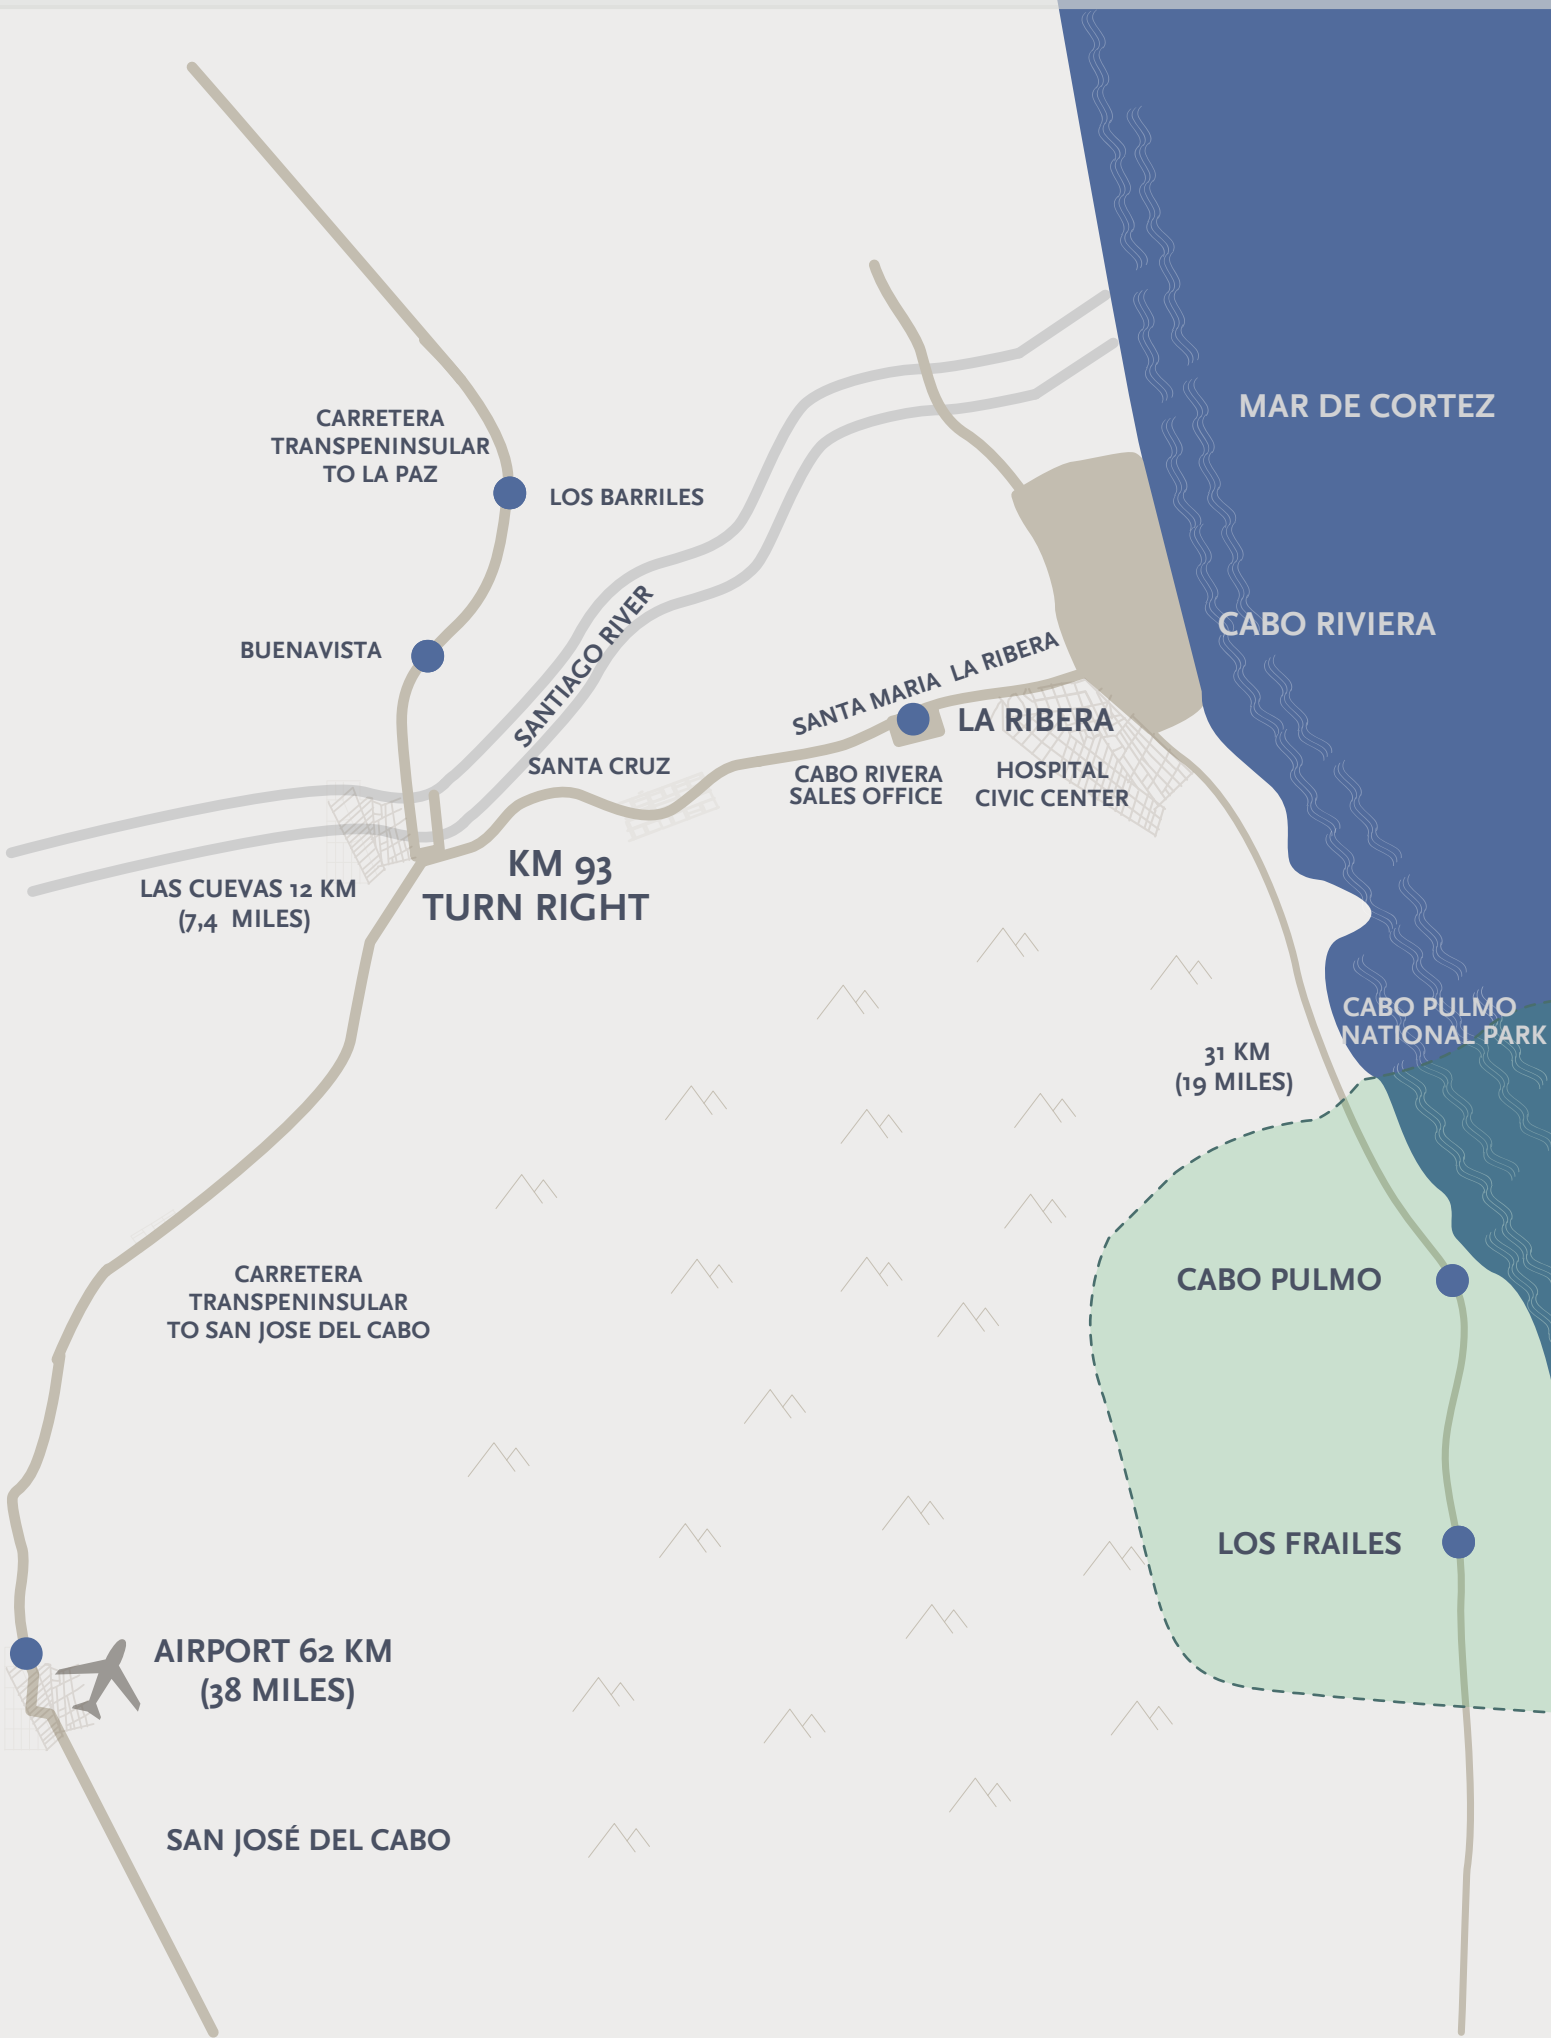 MAR DE CORTEZ
CARRETERA
TRANSPENINSULAR
TO LA PAZ
LOS BARRILES
CABO RIVIERA
BUENAVISTA
SANTIAGO RIVER
SANTA MARIA LA RIBERA
LA RIBERA
SANTA CRUZ
CABO RIVERA
SALES OFFICE
HOSPITAL
CIVIC CENTER
KM 93
TURN RIGHT
LAS CUEVAS 12 KM
(7,4 MILES)
CABO PULMO
NATIONAL PARK
31 KM
(19 MILES)
CARRETERA
TRANSPENINSULAR
TO SAN JOSE DEL CABO
CABO PULMO
LOS FRAILES
AIRPORT 62 KM
(38 MILES)
SAN JOSÉ DEL CABO